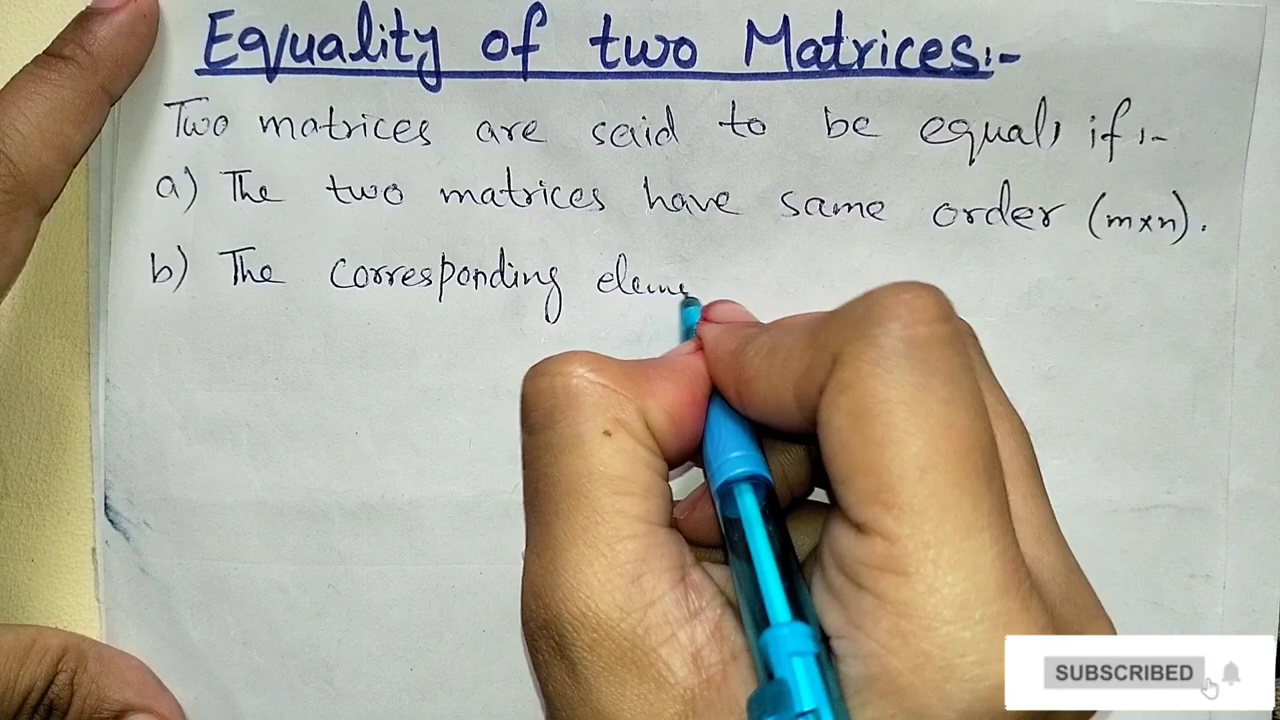 Equality of two Matrices:-
Two matrices are said to be equal, if :-
a) The two matrices have same order (m×n).
b) The corresponding eleme
SUBSCRIBED